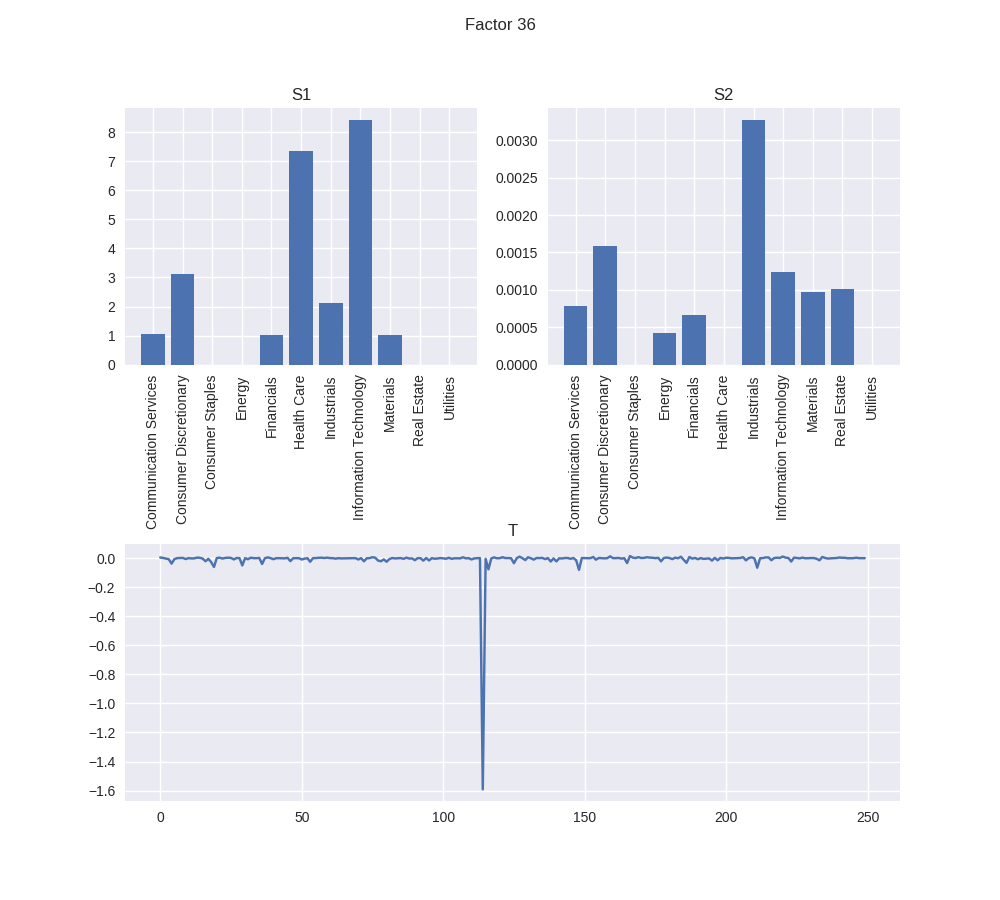 Factor 36
S1
8
7
6
5
4
3
2
1
0
Communication Services
Consumer Discretionary
Consumer Staples
Energy
Financials
Health Care
Industrials
Information Technology
Materials
Real Estate
Utilities
S2
0.0030
0.0025
0.0020
0.0015
0.0010
0.0005
0.0000
Communication Services
Consumer Discretionary
Consumer Staples
Energy
Financials
Health Care
Industrials
Information Technology
Materials
Real Estate
Utilities
T
0.0
−0.2
−0.4
−0.6
−0.8
−1.0
−1.2
−1.4
−1.6
0 50 100 150 200 250